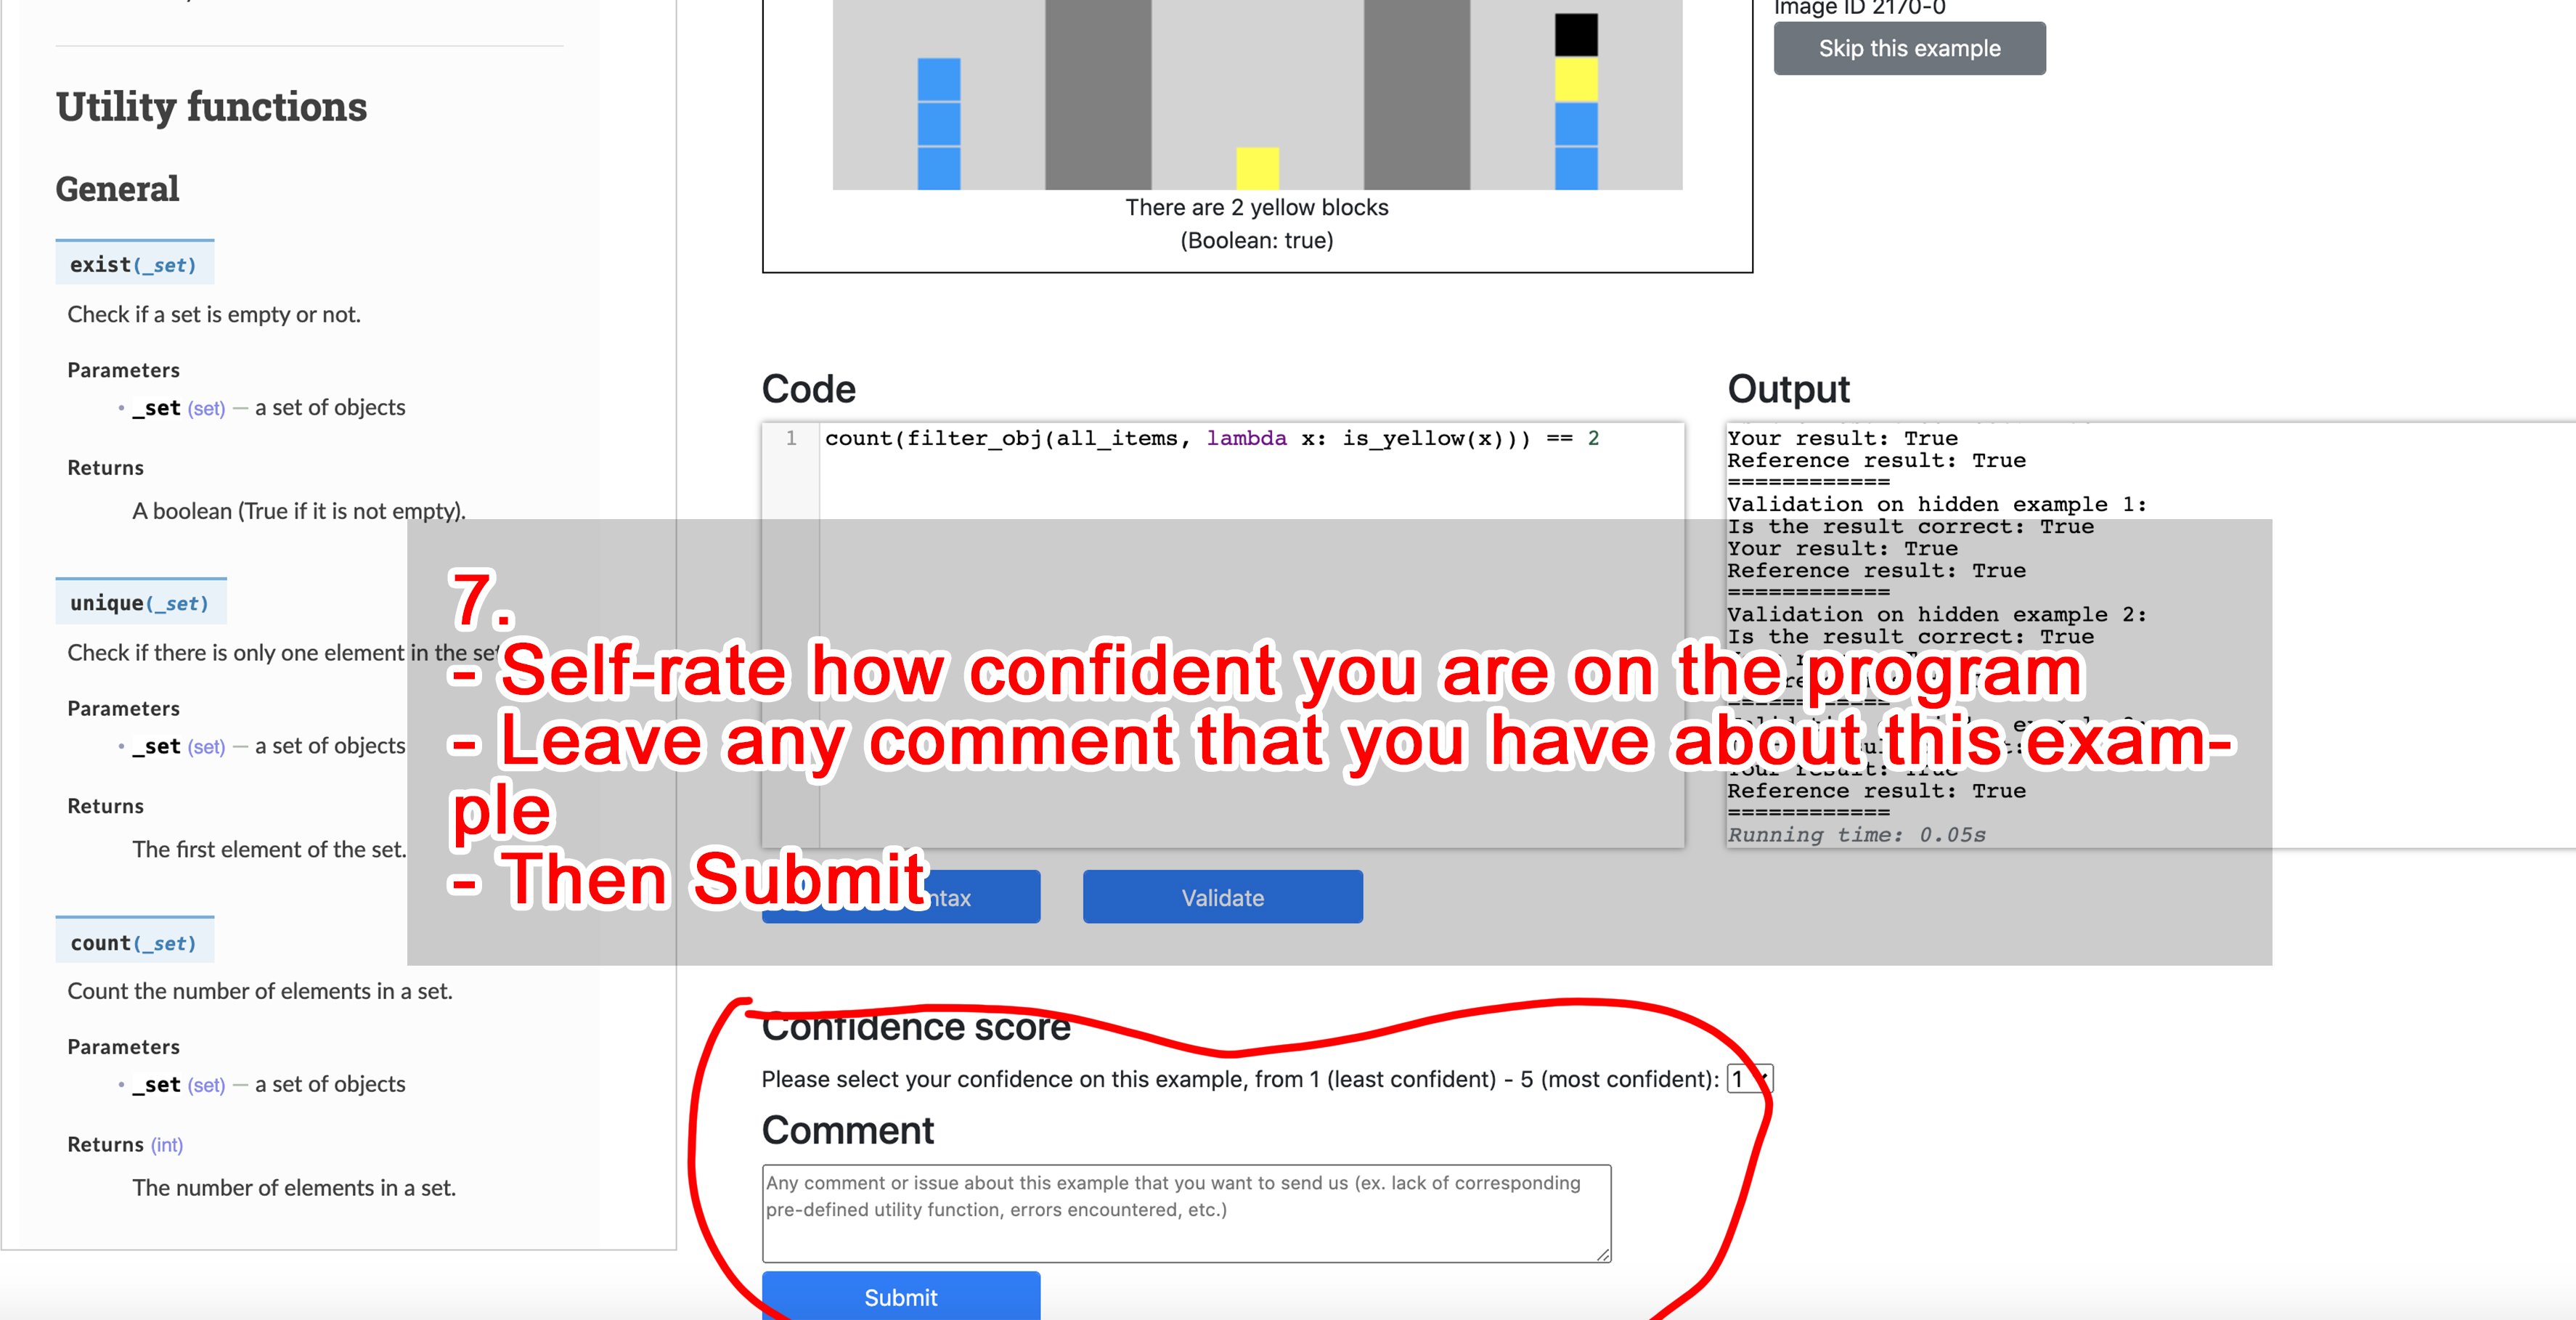 Utility functions
General
exist(_set)
Check if a set is empty or not.
Parameters
• _set (set) — a set of objects
Returns
A boolean (True if it is not empty).
unique(_set)
Check if there is only one element in the set
Parameters
• _set (set) — a set of objects
Returns
The first element of the set.
count(_set)
Count the number of elements in a set.
Parameters
• _set (set) — a set of objects
Returns (int)
The number of elements in a set.
There are 2 yellow blocks
(Boolean: true)
Image ID 2170-0
Skip this example
Code
1 count(filter_obj(all_items, lambda x: is_yellow(x))) == 2
Output
Your result: True
Reference result: True
============
Validation on hidden example 1:
Is the result correct: True
Your result: True
Reference result: True
============
Validation on hidden example 2:
Is the result correct: True
Your result: True
Reference result: True
============
Running time: 0.05s
7.
- Self-rate how confident you are on the program
- Leave any comment that you have about this exam-
ple
- Then Submit
ntax
Validate
Confidence score
Please select your confidence on this example, from 1 (least confident) - 5 (most confident): 1
Comment
Any comment or issue about this example that you want to send us (ex. lack of corresponding
pre-defined utility function, errors encountered, etc.)
Submit